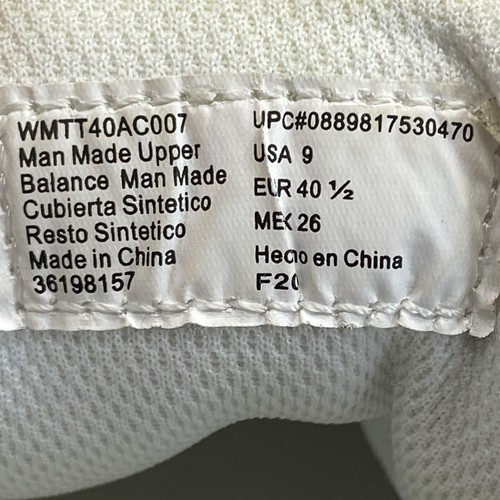 WMTT40AC007
Man Made Upper
Balance Man Made
Cubierta Sintetico
Resto Sintetico
Made in China
36198157
UPC#0889817530470
USA 9
EUR 40 ½
MEX 26
Hecho en China
F20